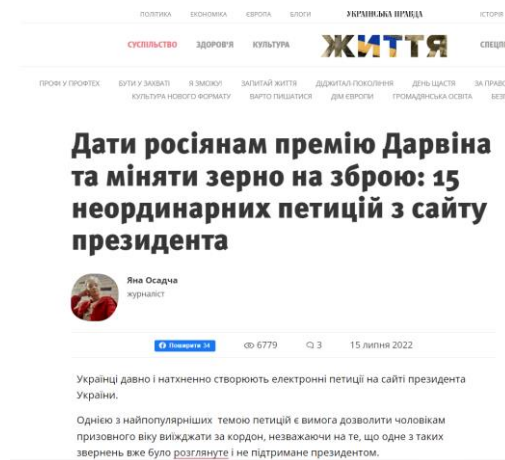 ПОЛІТИКА ЕКОНОМІКА ЄВРОПА БЛОГИ УКРАЇНСЬКА ПРАВДА ІСТОРІЯ
СУСПІЛЬСТВО ЗДОРОВ'Я КУЛЬТУРА ЖИТТЯ СПЕЦП
ПРОФІ У ПРОФТЕХ БУТИ У ЗАХВАТІ Я ЗМОЖУ! ЗАПИТАЙ ЖИТТЯ ДІДЖИТАЛ-ПОКОЛІННЯ ДЕНЬ ЩАСТЯ ЗА ПРАВО
КУЛЬТУРА НОВОГО ФОРМАТУ ВАРТО ПИШАТИСЯ ДІМ ЄВРОПИ ГРОМАДЯНСЬКА ОСВІТА БЕЗ
Дати росіянам премію Дарвіна
та міняти зерно на зброю: 15
неординарних петицій з сайту
президента
Яна Осадча
журналіст
Поширити 34 6779 3 15 липня 2022
Українці давно і натхненно створюють електронні петиції на сайті президента
України.
Однією з найпопулярніших темою петицій є вимога дозволити чоловікам
призовного віку виїжджати за кордон, незважаючи на те, що одне з таких
звернень вже було розглянуте і не підтримане президентом.